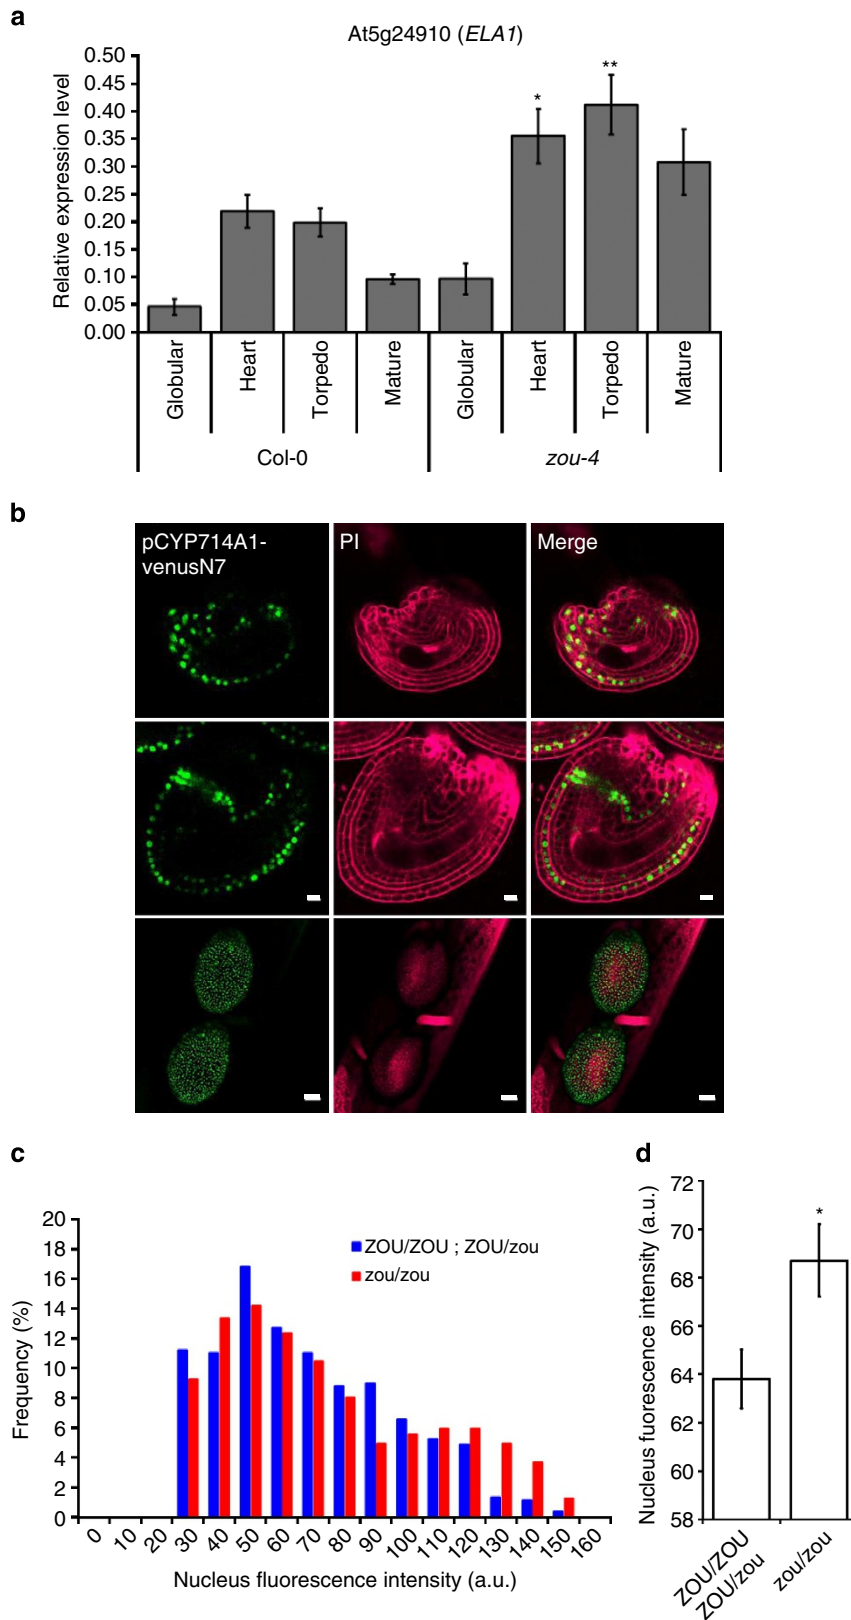 a
At5g24910 (ELA1)
Relative expression level
0.50
0.45
0.40
0.35
0.30
0.25
0.20
0.15
0.10
0.05
0.00
*
**
Globular
Heart
Torpedo
Mature
Globular
Heart
Torpedo
Mature
Col-0
zou-4
b
pCYP714A1-
venusN7
PI
Merge
c
Frequency (%)
20
18
16
14
12
10
8
6
4
2
0
ZOU/ZOU ; ZOU/zou
zou/zou
0
10
20
30
40
50
60
70
80
90
100
110
120
130
140
150
160
Nucleus fluorescence intensity (a.u.)
d
Nucleus fuorescence intensity (a.u.)
72
70
68
66
64
62
60
58
*
ZOU/ZOU
ZOU/zou
zou/zou